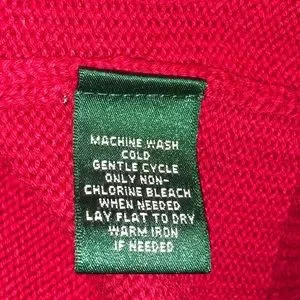 MACHINE WASH
COLD
GENTLE CYCLE
ONLY NON-
CHLORINE BLEACH
WHEN NEEDED
LAY FLAT TO DRY
WARM IRON
IF NEEDED